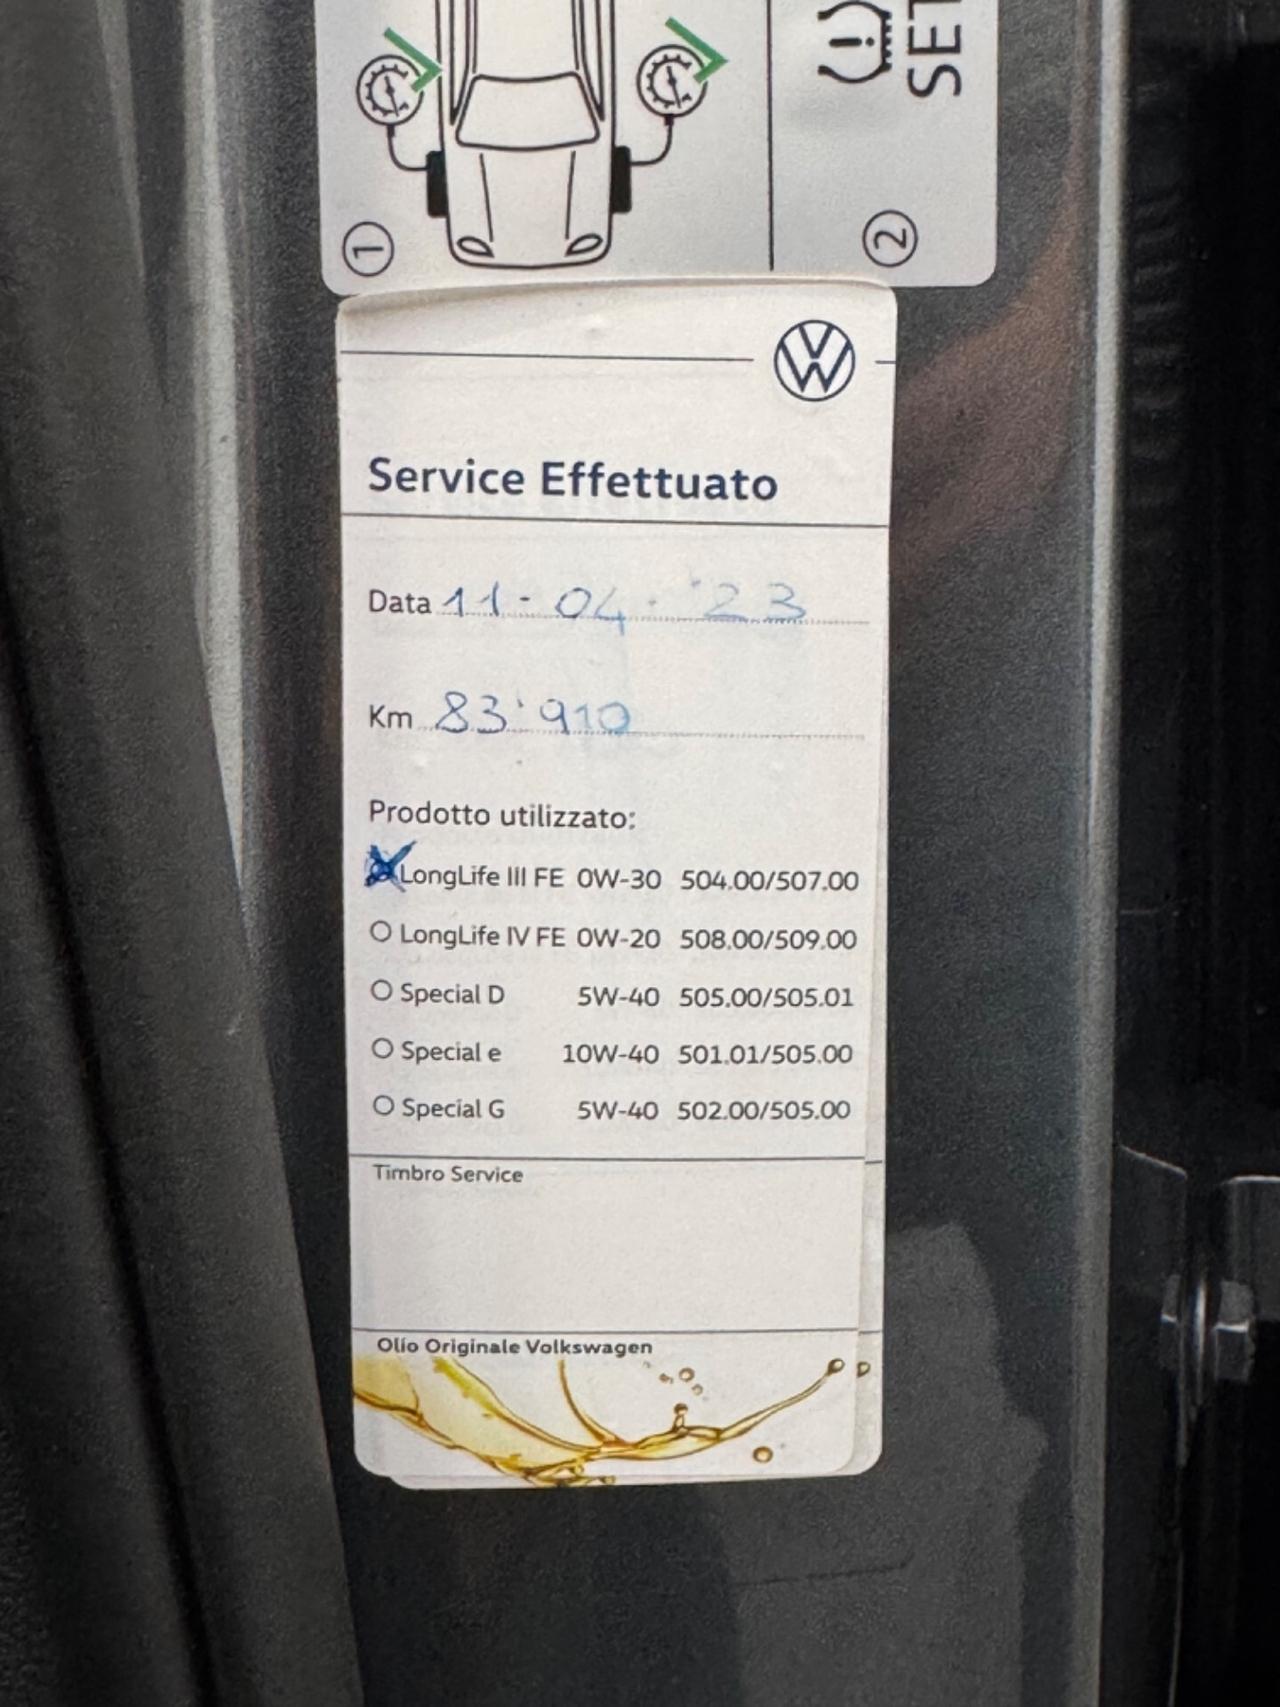 SET
1
2
Service Effettuato
Data 11 - 04 . '23
Km 83'910
Prodotto utilizzato:
LongLife III FE 0W-30 504.00/507.00
LongLife IV FE 0W-20 508.00/509.00
Special D 5W-40 505.00/505.01
Special e 10W-40 501.01/505.00
Special G 5W-40 502.00/505.00
Timbro Service
Olio Originale Volkswagen